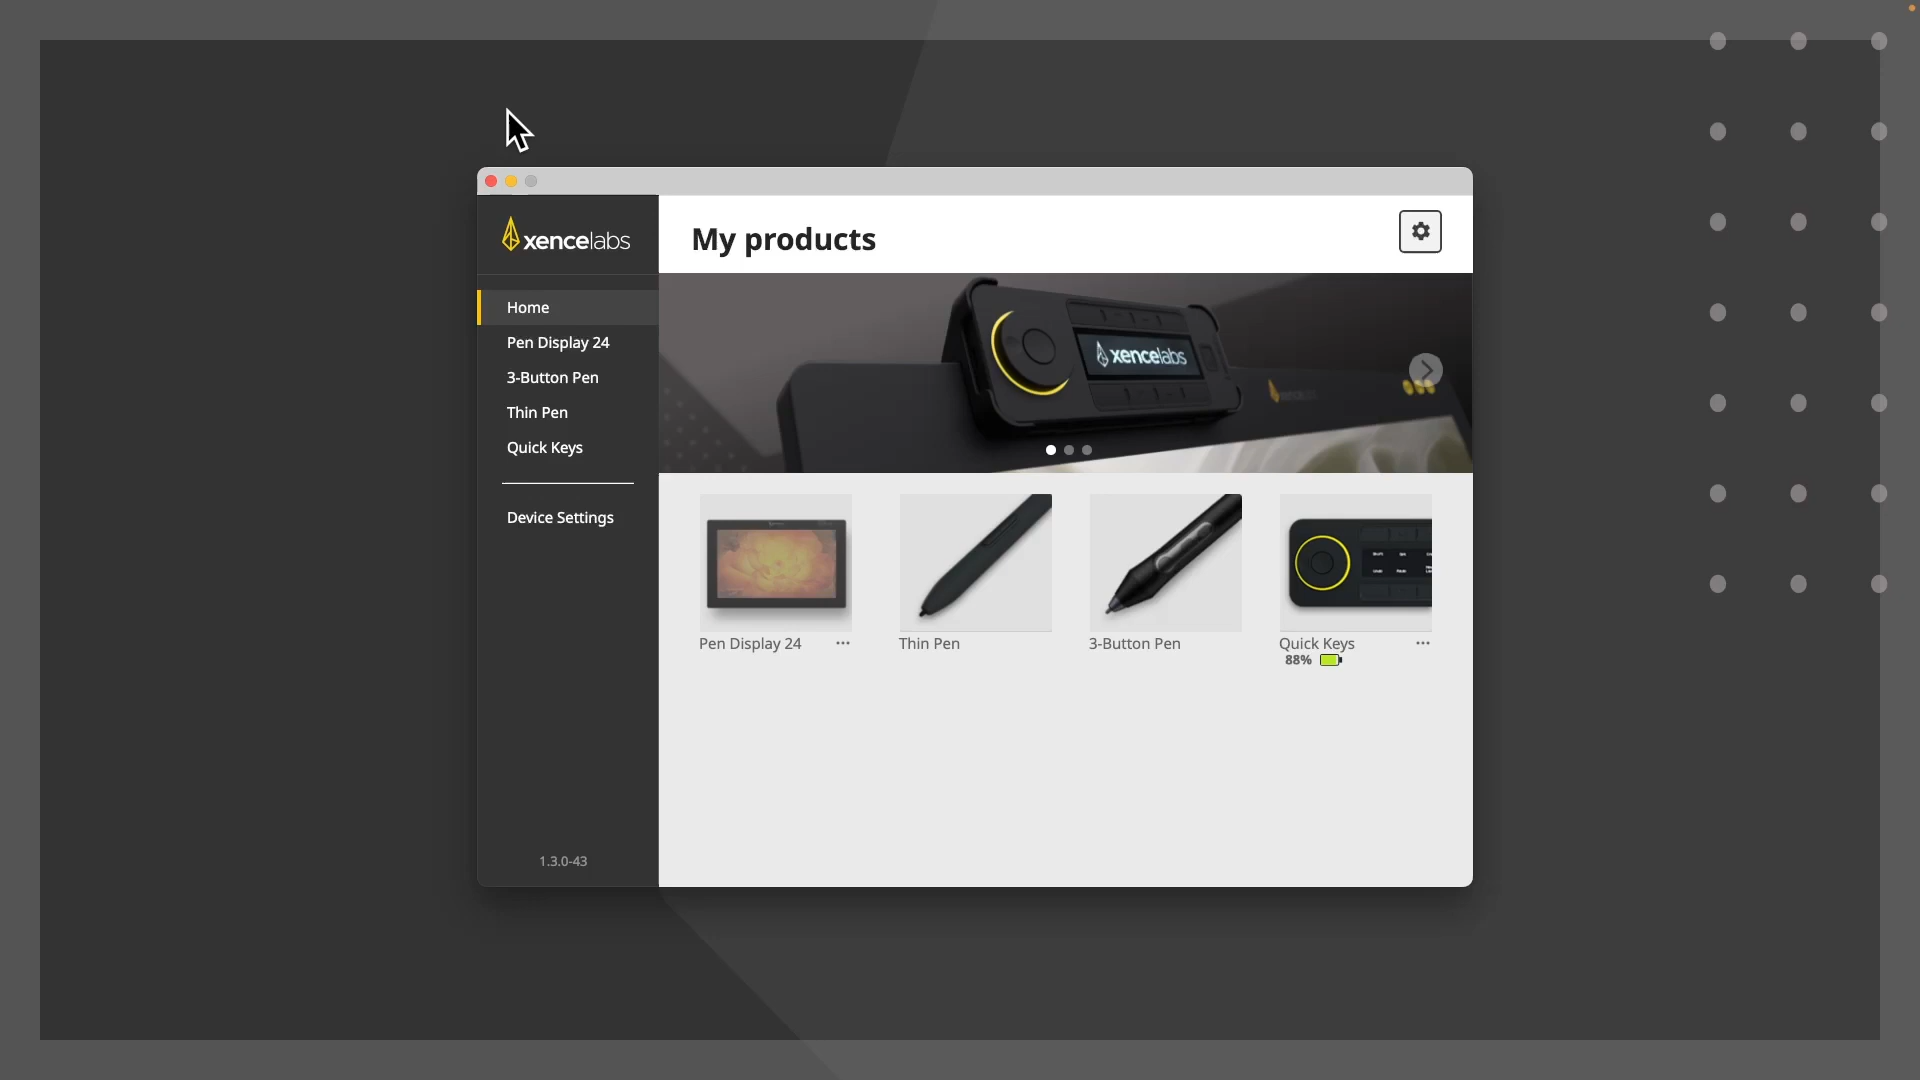 xencelabs
My products
Home
Pen Display 24
3-Button Pen
Thin Pen
Quick Keys
Device Settings
1.3.0-43
xencelabs
Pen Display 24
Thin Pen
3-Button Pen
Quick Keys
88%